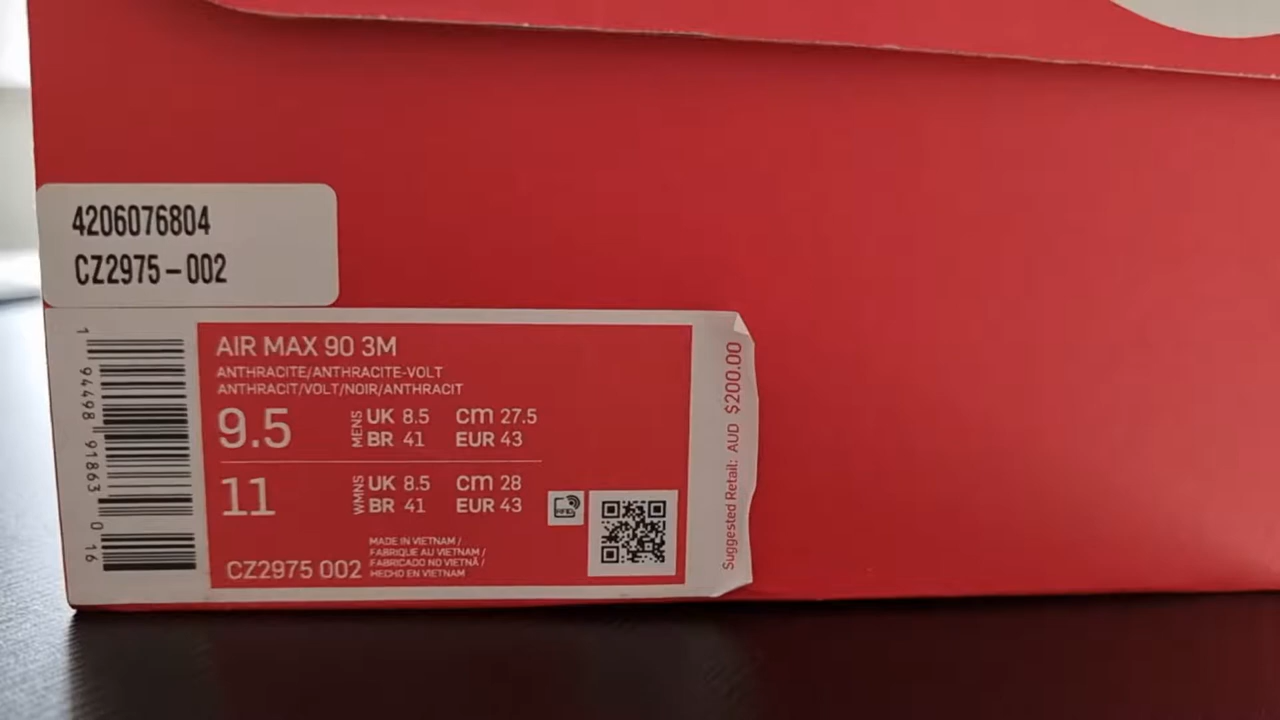 4206076804
CZ2975-002
1 94498 91863 0 16
AIR MAX 90 3M
ANTHRACITE/ANTHRACITE-VOLT
ANTHRACIT/VOLT/NOIR/ANTHRACIT
9.5 MENS UK 8.5 cm 27.5
BR 41 EUR 43
11 WMNS UK 8.5 cm 28
BR 41 EUR 43
MADE IN VIETNAM /
FABRIQUE AU VIETNAM /
FABRICADO NO VIETNÃ /
HECHO EN VIETNAM
CZ2975 002
RFID
Suggested Retail: AUD $200.00